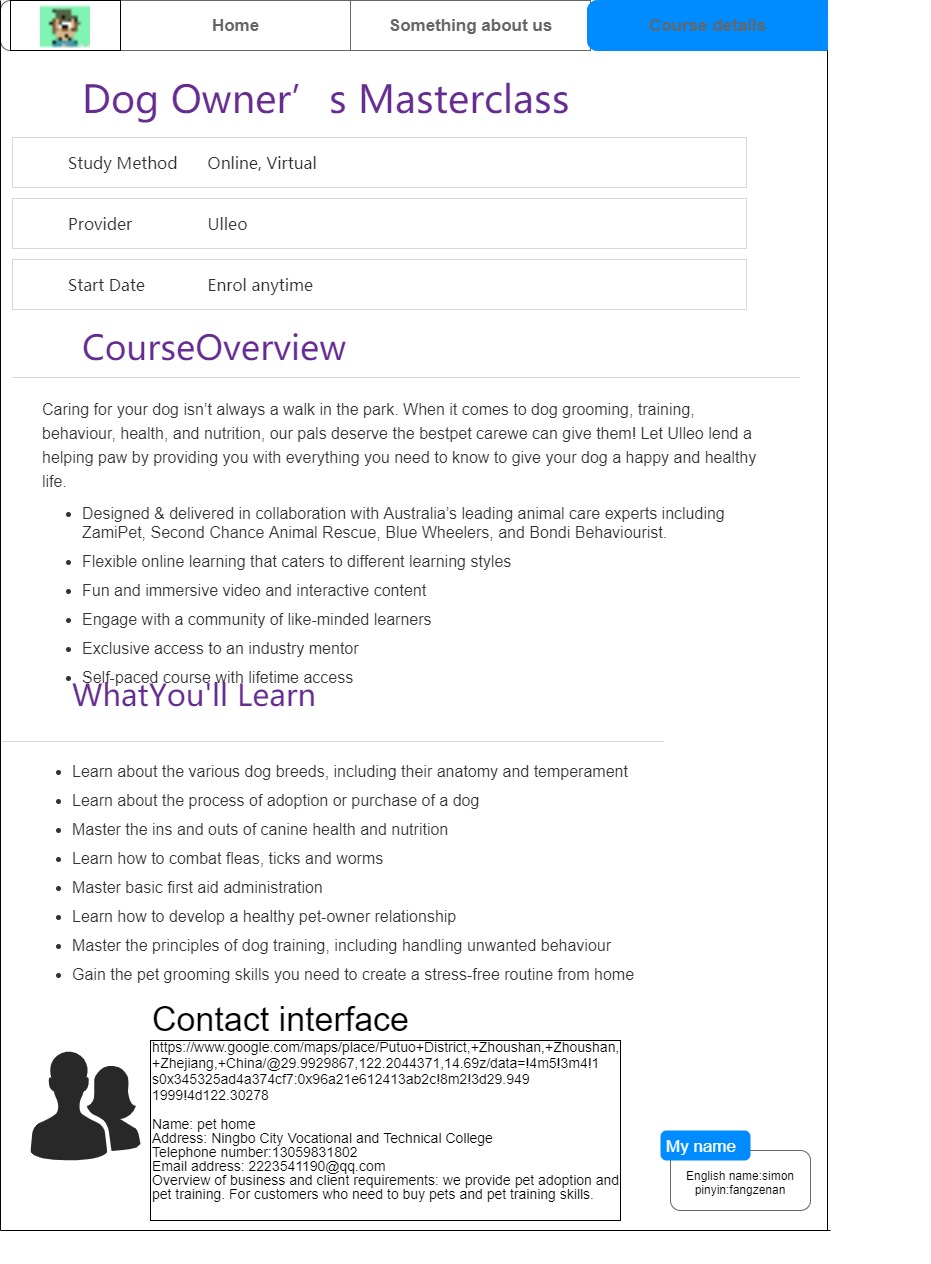 Home
Something about us
Course details
Dog Owner’s Masterclass
Study Method Online, Virtual
Provider Ulleo
Start Date Enrol anytime
CourseOverview
Caring for your dog isn’t always a walk in the park. When it comes to dog grooming, training,
behaviour, health, and nutrition, our pals deserve the bestpet carewe can give them! Let Ulleo lend a
helping paw by providing you with everything you need to know to give your dog a happy and healthy
life.
• Designed & delivered in collaboration with Australia’s leading animal care experts including
ZamiPet, Second Chance Animal Rescue, Blue Wheelers, and Bondi Behaviourist.
• Flexible online learning that caters to different learning styles
• Fun and immersive video and interactive content
• Engage with a community of like-minded learners
• Exclusive access to an industry mentor
• Self-paced course with lifetime access
WhatYou'll Learn
• Learn about the various dog breeds, including their anatomy and temperament
• Learn about the process of adoption or purchase of a dog
• Master the ins and outs of canine health and nutrition
• Learn how to combat fleas, ticks and worms
• Master basic first aid administration
• Learn how to develop a healthy pet-owner relationship
• Master the principles of dog training, including handling unwanted behaviour
• Gain the pet grooming skills you need to create a stress-free routine from home
Contact interface
https://www.google.com/maps/place/Putuo+District,+Zhoushan,+Zhoushan,
+Zhejiang,+China/@29.9929867,122.2044371,14.69z/data=!4m5!3m4!1
s0x345325ad4a374cf7:0x96a21e612413ab2c!8m2!3d29.949
1999!4d122.30278
Name: pet home
Address: Ningbo City Vocational and Technical College
Telephone number:13059831802
Email address: 2223541190@qq.com
Overview of business and client requirements: we provide pet adoption and
pet training. For customers who need to buy pets and pet training skills.
My name
English name:simon
pinyin:fangzenan